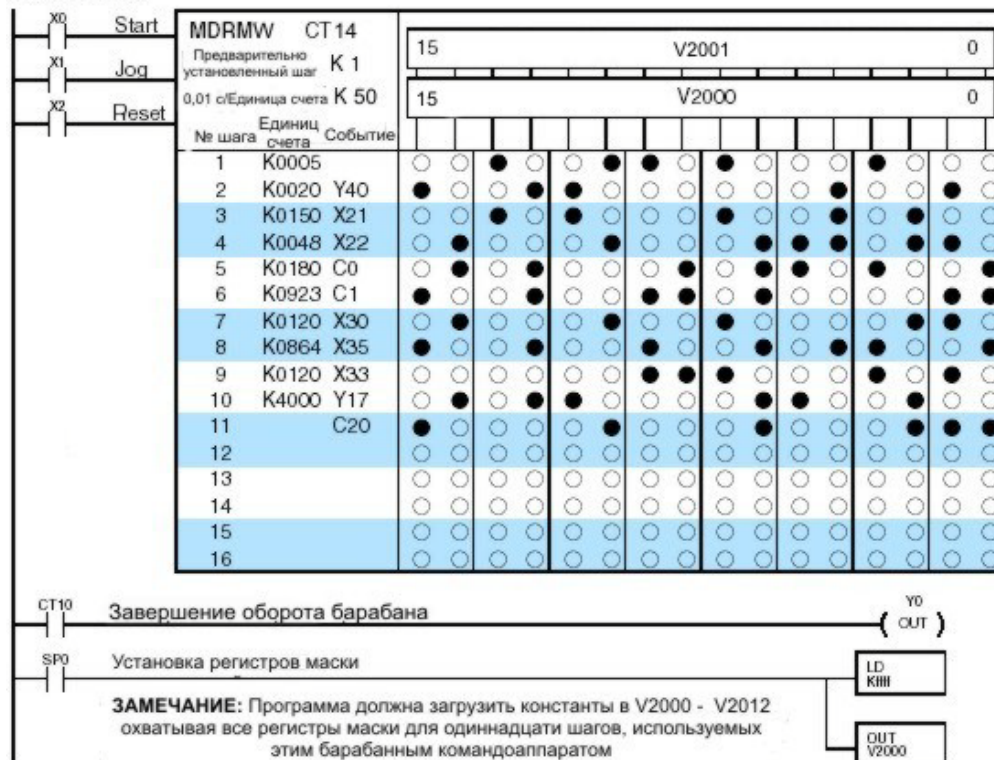 X0 Start
X1 Jog
X2 Reset
MDRMW CT14
Предварительно установленный шаг K 1
0,01 с/Единица счета K 50
№ шага Единиц счета Событие
15 V2001 0
15 V2000 0
1 K0005
2 K0020 Y40
3 K0150 X21
4 K0048 X22
5 K0180 C0
6 K0923 C1
7 K0120 X30
8 K0864 X35
9 K0120 X33
10 K4000 Y17
11 C20
12
13
14
15
16
CT10 Завершение оборота барабана Y0
OUT
SP0 Установка регистров маски
LD
ЗАМЕЧАНИЕ: Программа должна загрузить константы в V2000 - V2012
охватывая все регистры маски для одиннадцати шагов, используемых
этим барабанным командоаппаратом
OUT
V2000